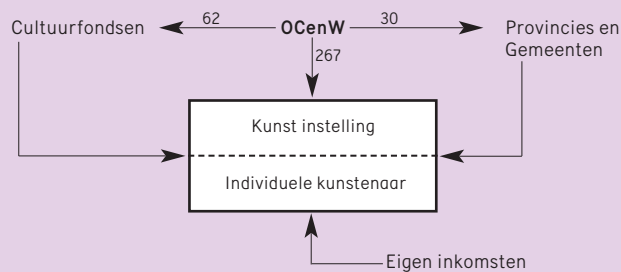 Cultuurfondsen 62 OCenW 30 Provincies en
Gemeenten
267
Kunst instelling
Individuele kunstenaar
Eigen inkomsten